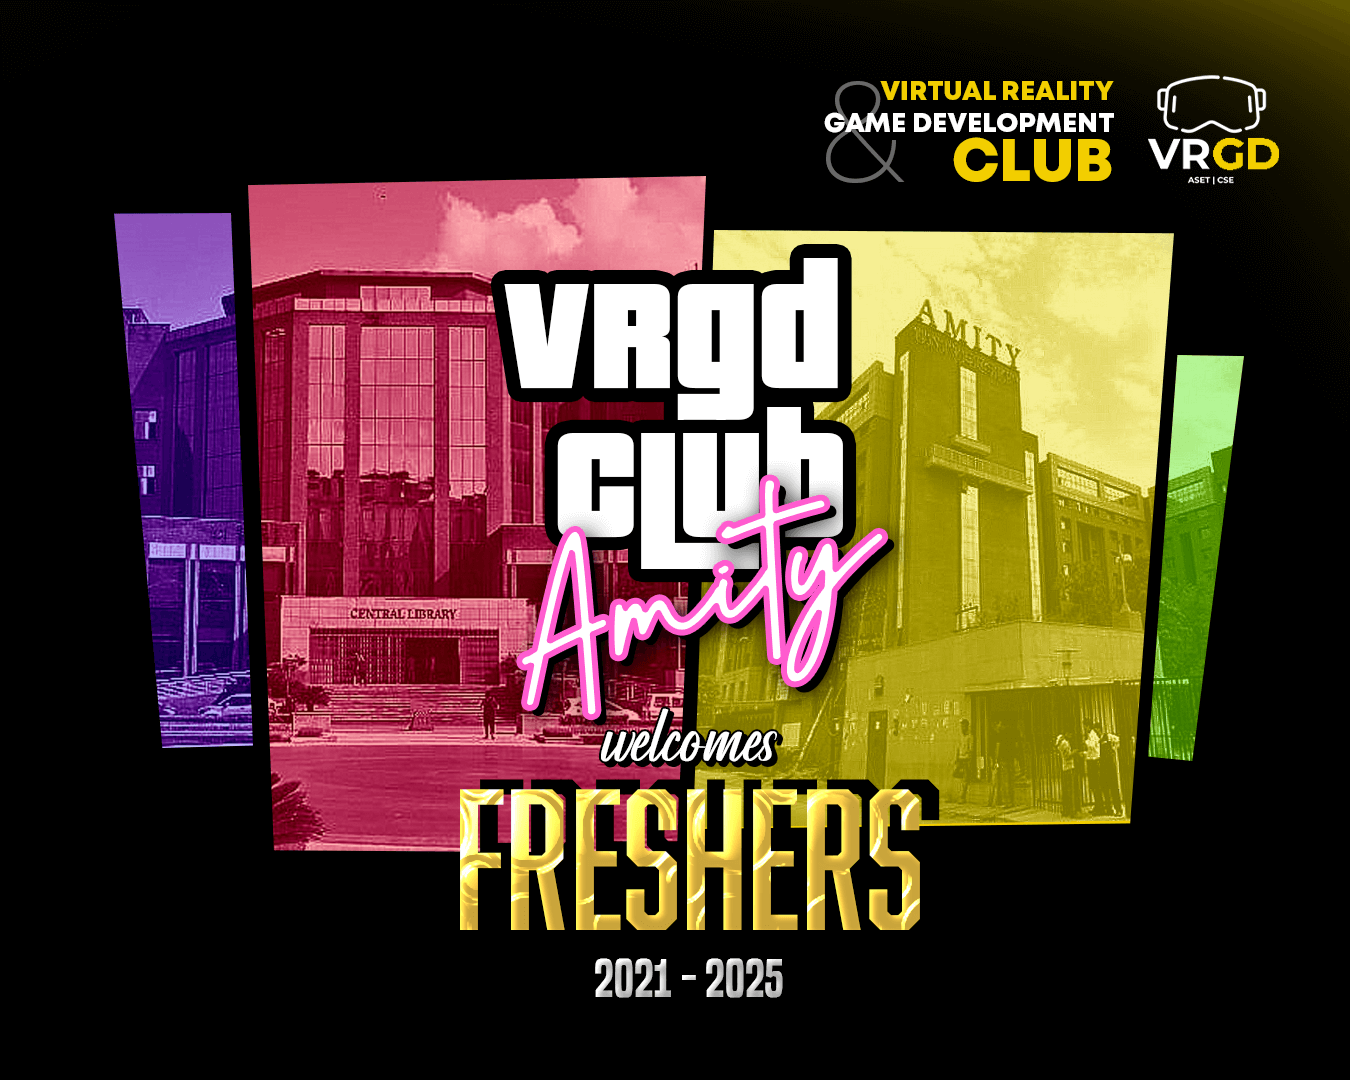 VIRTUAL REALITY
& GAME DEVELOPMENT
CLUB
VRGD
ASET | CSE
VRgd
CLUb
Amity
AMITY
CENTRAL LIBRARY
welcomes
FRESHERS
2021 - 2025